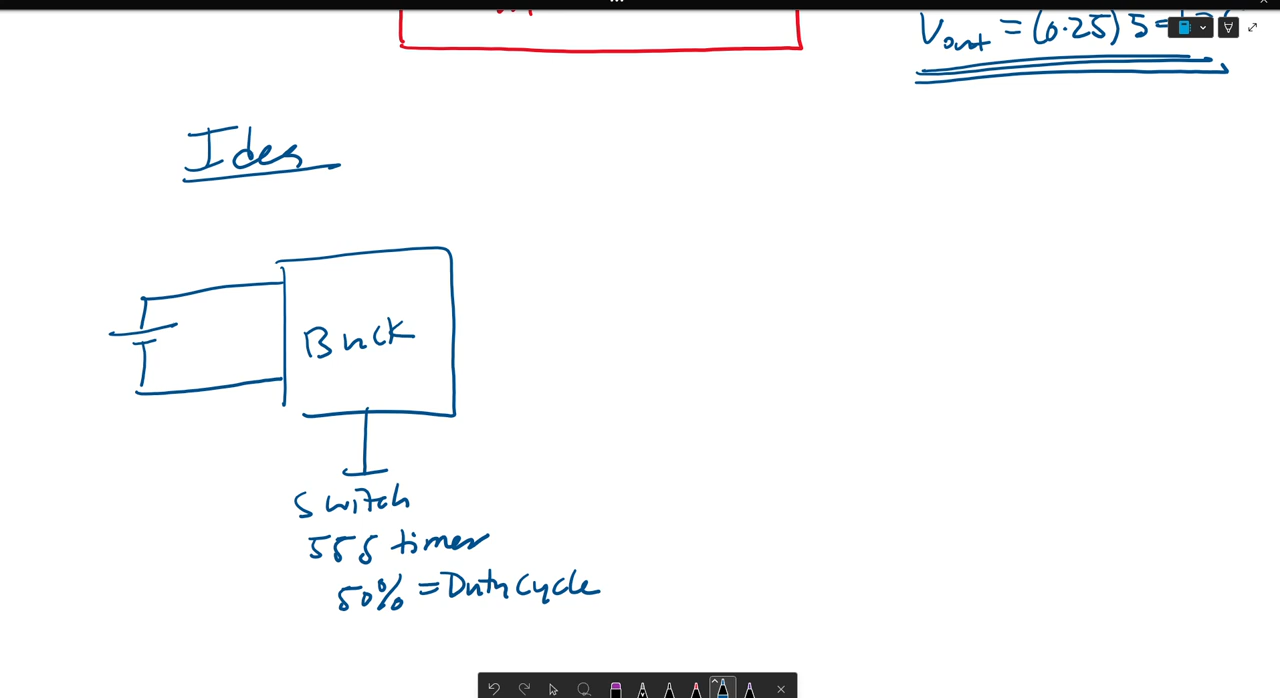 Vout = (0.25) 5 =
Idea
Buck
Switch
555 timer
50% = Duty Cycle